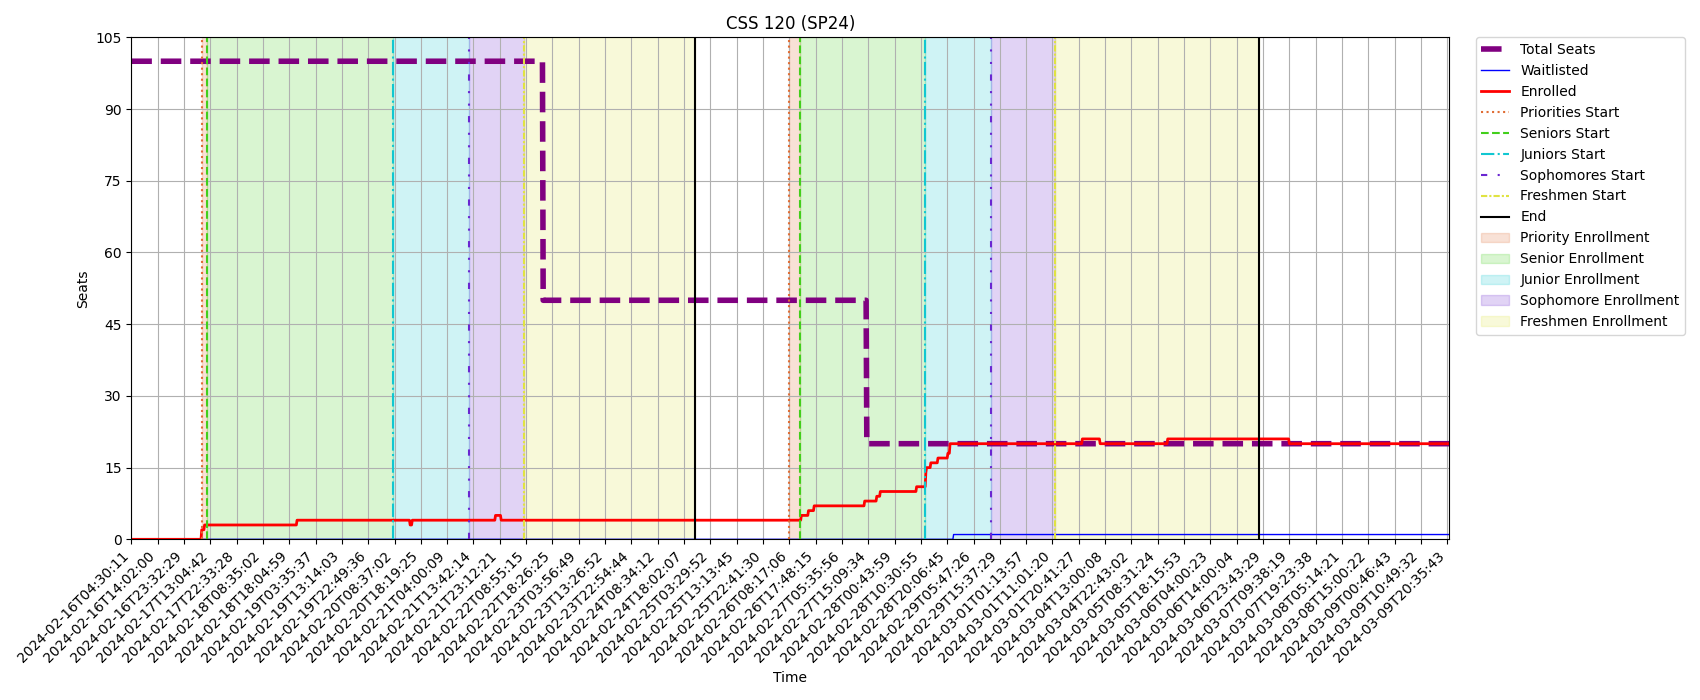 CSS 120 (SP24)
105
90
75
60
45
30
15
0
Seats
2024-02-16T04:30:11
2024-02-16T14:02:00
2024-02-16T23:32:29
2024-02-17T13:04:42
2024-02-17T22:33:28
2024-02-18T08:35:02
2024-02-18T18:04:59
2024-02-19T03:35:37
2024-02-19T13:14:03
2024-02-19T22:49:36
2024-02-20T08:37:02
2024-02-20T18:19:25
2024-02-21T04:00:09
2024-02-21T13:42:14
2024-02-21T23:12:21
2024-02-22T08:55:15
2024-02-22T18:26:25
2024-02-23T03:56:49
2024-02-23T13:26:52
2024-02-23T22:54:44
2024-02-24T08:34:12
2024-02-24T18:02:07
2024-02-25T03:29:52
2024-02-25T13:13:45
2024-02-25T22:41:30
2024-02-26T08:17:06
2024-02-26T17:48:15
2024-02-27T05:35:56
2024-02-27T15:09:34
2024-02-28T00:43:59
2024-02-28T10:30:55
2024-02-28T20:06:45
2024-02-29T05:47:26
2024-02-29T15:37:29
2024-03-01T01:13:57
2024-03-01T11:01:20
2024-03-01T20:41:27
2024-03-04T13:00:08
2024-03-04T22:43:02
2024-03-05T08:31:24
2024-03-05T18:15:53
2024-03-06T04:00:23
2024-03-06T14:00:04
2024-03-06T23:43:29
2024-03-07T09:38:19
2024-03-07T19:23:38
2024-03-08T05:14:21
2024-03-08T15:00:22
2024-03-09T00:46:43
2024-03-09T10:49:32
2024-03-09T20:35:43
Time
Total Seats
Waitlisted
Enrolled
Priorities Start
Seniors Start
Juniors Start
Sophomores Start
Freshmen Start
End
Priority Enrollment
Senior Enrollment
Junior Enrollment
Sophomore Enrollment
Freshmen Enrollment